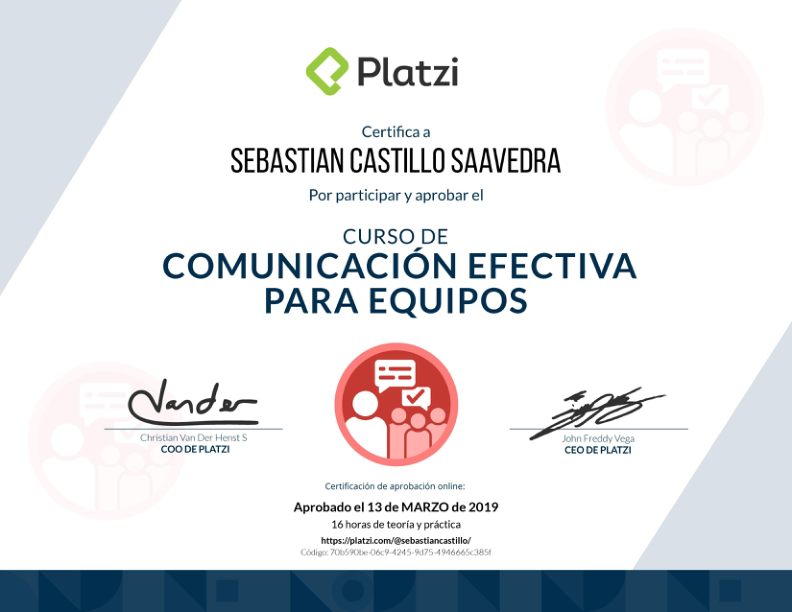 Platzi
Certifica a
SEBASTIAN CASTILLO SAAVEDRA
Por participar y aprobar el
CURSO DE
COMUNICACIÓN EFECTIVA
PARA EQUIPOS
Vander
Christian Van Der Henst S
COO DE PLATZI
John Freddy Vega
CEO DE PLATZI
Certificación de aprobación online:
Aprobado el 13 de MARZO de 2019
16 horas de teoría y práctica
https://platzi.com/@sebastiancastillo/
Código: 70b590be-06c9-4245-9d75-4946665c385f